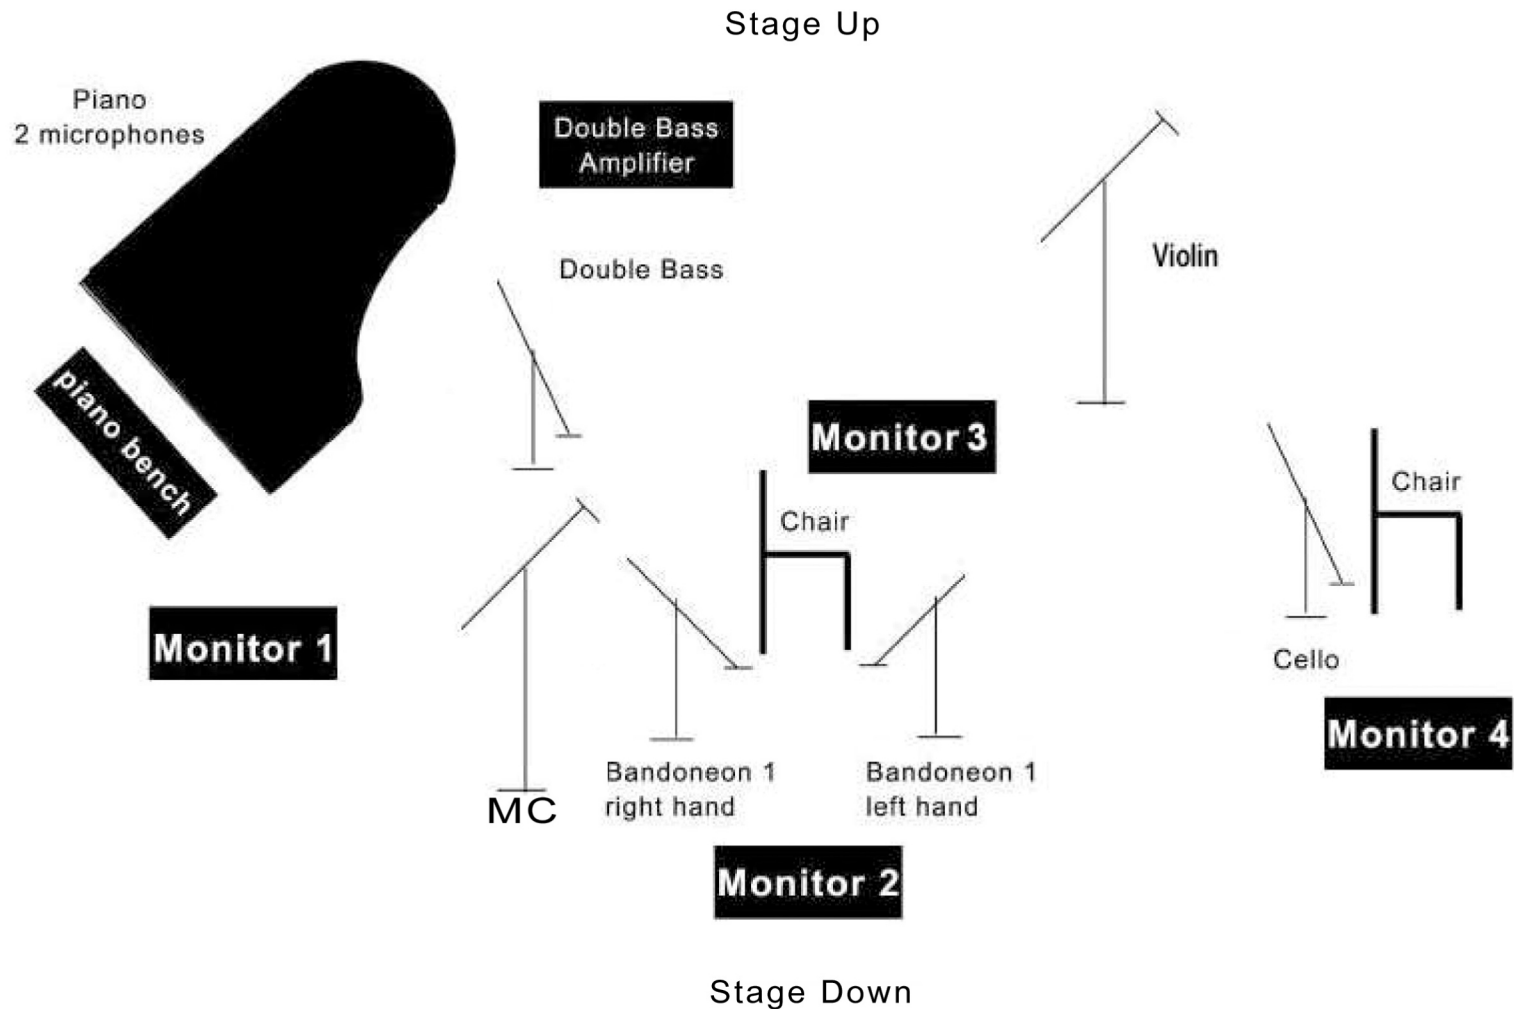 Stage Up
Piano
2 microphones
Double Bass
Amplifier
Double Bass
Violin
piano bench
Monitor 3
Chair
Chair
Monitor 1
Cello
Monitor 4
MC
Bandoneon 1
right hand
Bandoneon 1
left hand
Monitor 2
Stage Down